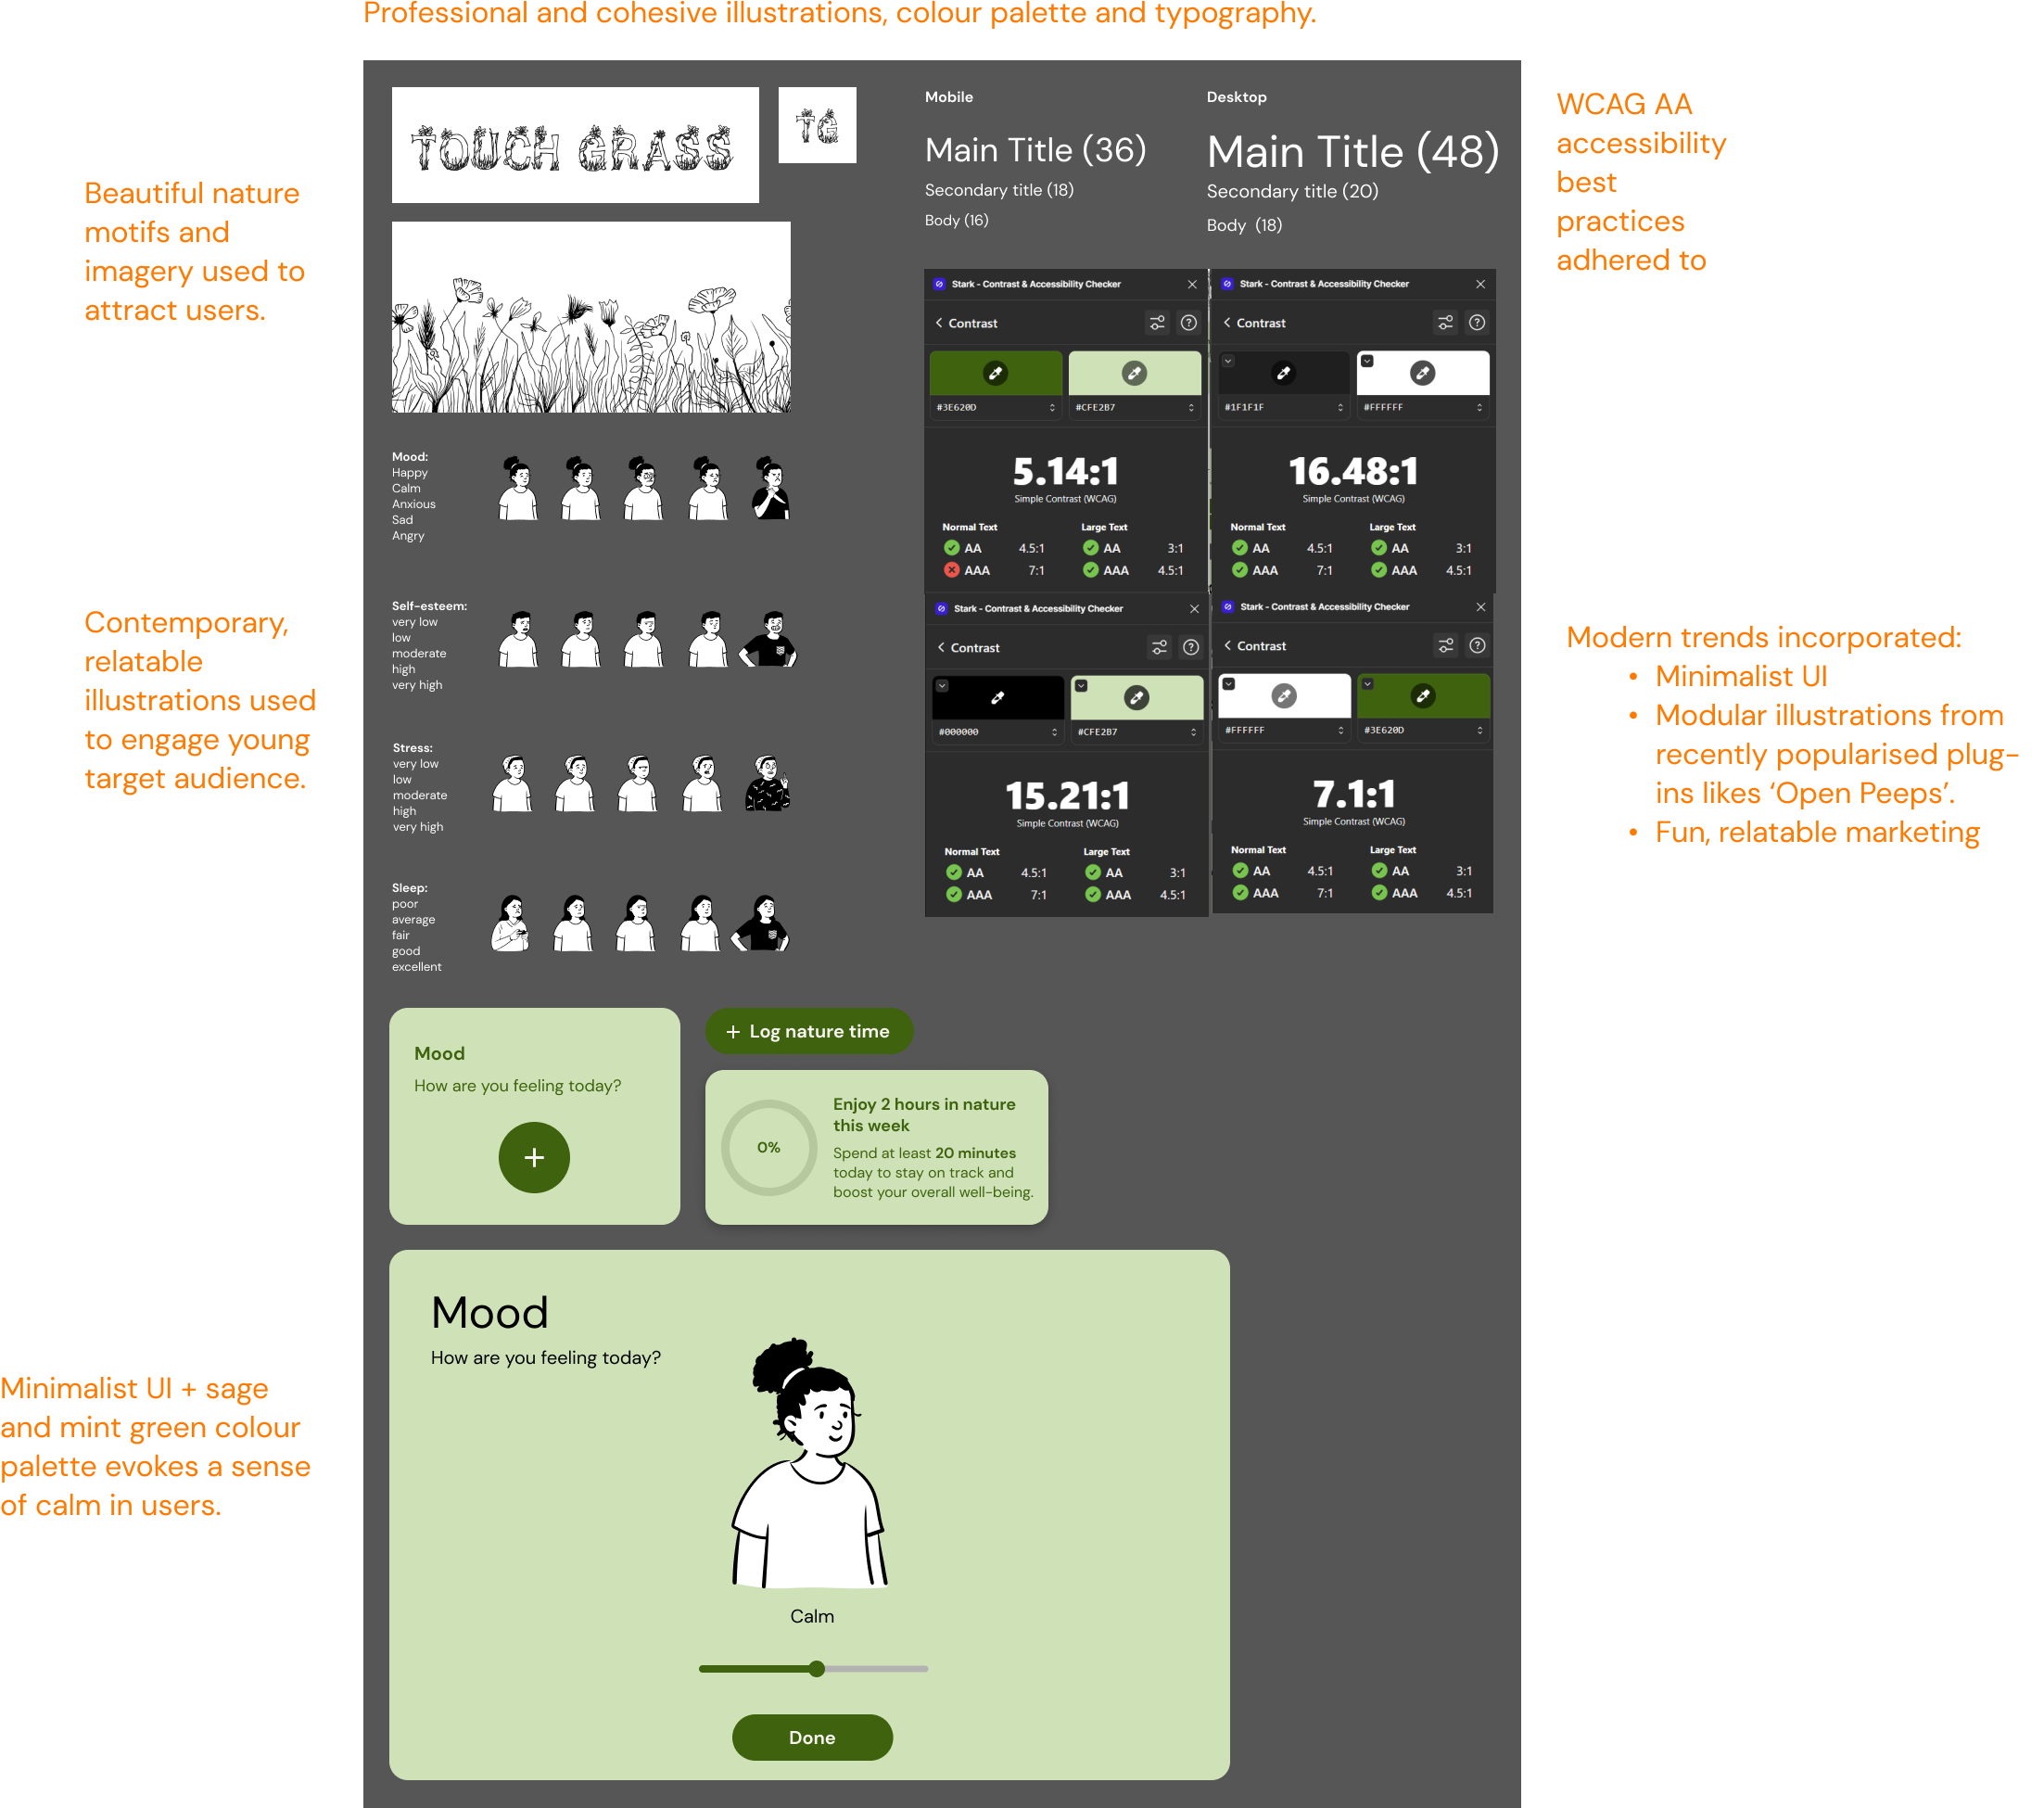 Professional and cohesive illustrations, colour palette and typography.
Beautiful nature
motifs and
imagery used to
attract users.
Contemporary,
relatable
illustrations used
to engage young
target audience.
Minimalist UI + sage
and mint green colour
palette evokes a sense
of calm in users.
TOUCH GRASS
TG
Mood:
Happy
Calm
Anxious
Sad
Angry
Self-esteem:
very low
low
moderate
high
very high
Stress:
very low
low
moderate
high
very high
Sleep:
poor
average
fair
good
excellent
Mobile
Main Title (36)
Secondary title (18)
Body (16)
Desktop
Main Title (48)
Secondary title (20)
Body (18)
Stark - Contrast & Accessibility Checker
Contrast
#3E620D
#CFE2B7
5.14:1
Simple Contrast (WCAG)
Normal Text
Large Text
AA 4.5:1
AA 3:1
AAA 7:1
AAA 4.5:1
Stark - Contrast & Accessibility Checker
Contrast
#1F1F1F
#FFFFFF
16.48:1
Simple Contrast (WCAG)
Normal Text
Large Text
AA 4.5:1
AA 3:1
AAA 7:1
AAA 4.5:1
Stark - Contrast & Accessibility Checker
Contrast
#000000
#CFE2B7
15.21:1
Simple Contrast (WCAG)
Normal Text
Large Text
AA 4.5:1
AA 3:1
AAA 7:1
AAA 4.5:1
Stark - Contrast & Accessibility Checker
Contrast
#FFFFFF
#3E620D
7.1:1
Simple Contrast (WCAG)
Normal Text
Large Text
AA 4.5:1
AA 3:1
AAA 7:1
AAA 4.5:1
Mood
How are you feeling today?
+
+ Log nature time
0%
Enjoy 2 hours in nature
this week
Spend at least 20 minutes
today to stay on track and
boost your overall well-being.
Mood
How are you feeling today?
Calm
Done
WCAG AA
accessibility
best
practices
adhered to
Modern trends incorporated:
• Minimalist UI
• Modular illustrations from
recently popularised plug-
ins likes ‘Open Peeps’.
• Fun, relatable marketing